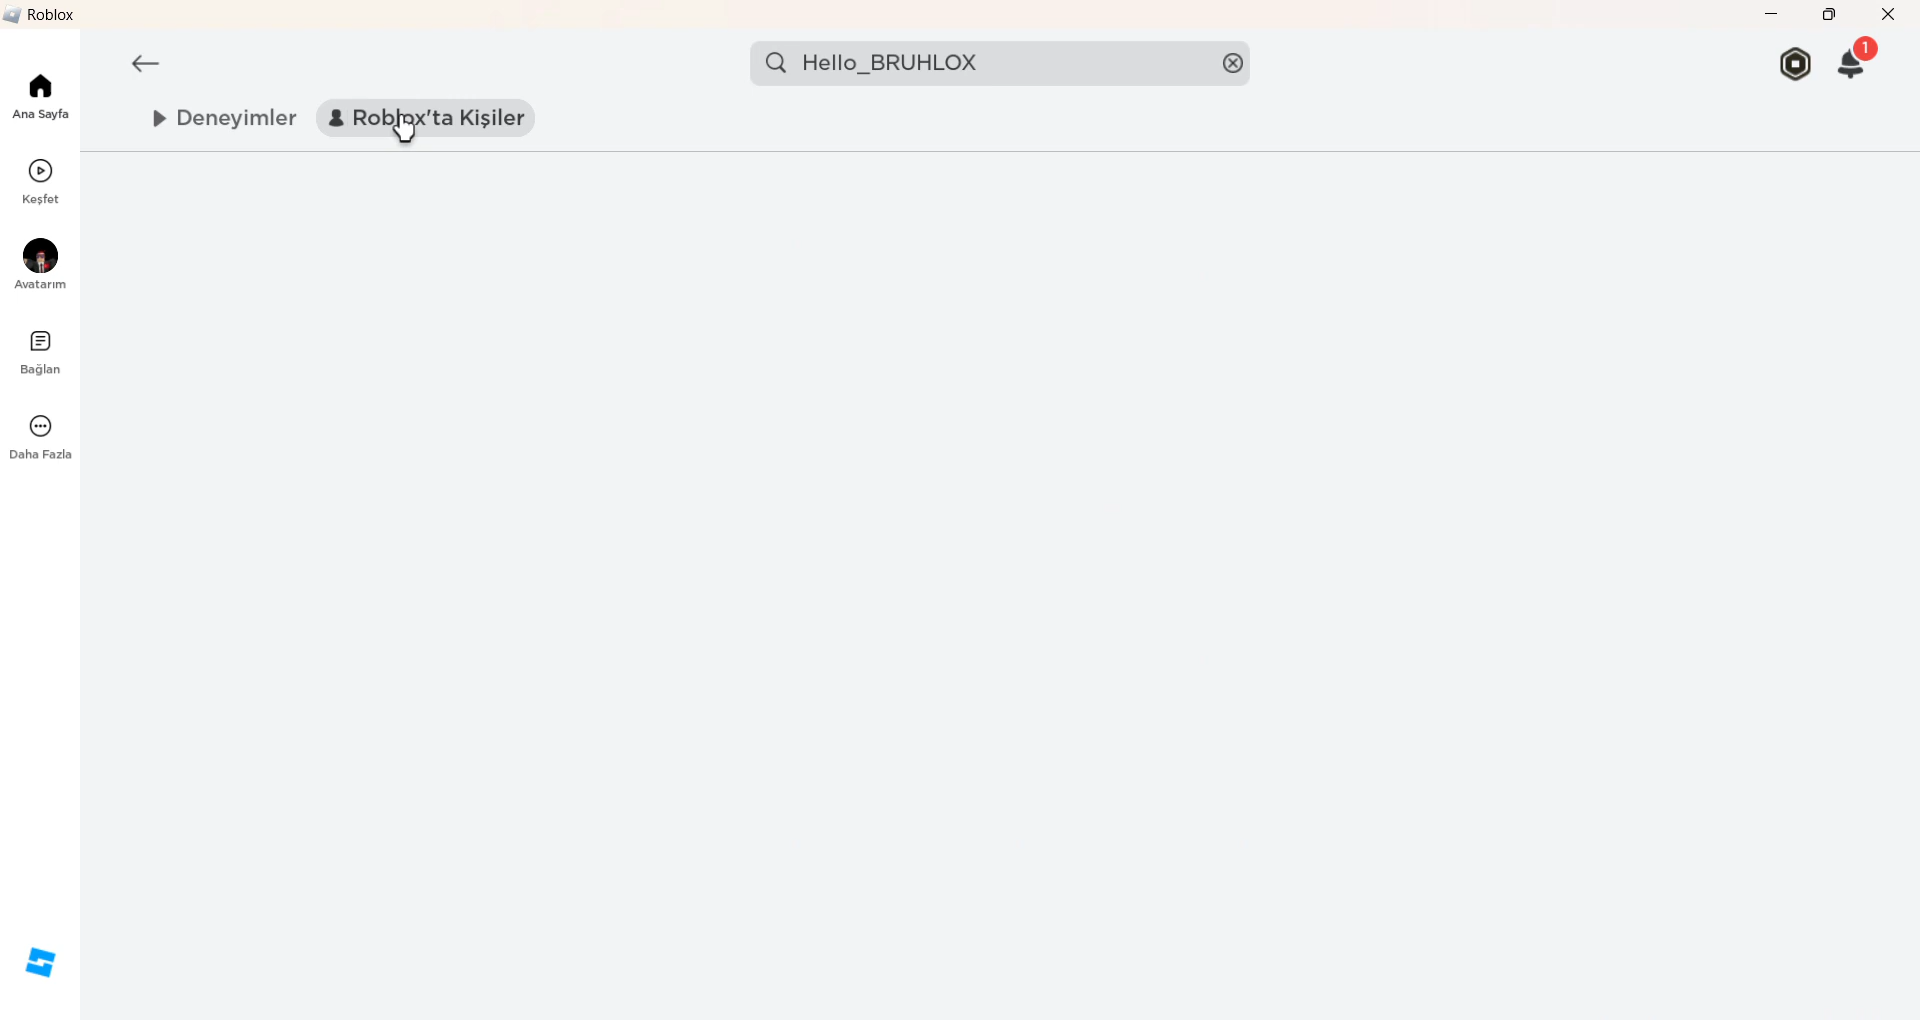 Roblox
Hello_BRUHLOX
1
Deneyimler
Roblox'ta Kişiler
Ana Sayfa
Keşfet
Avatarım
Bağlan
Daha Fazla